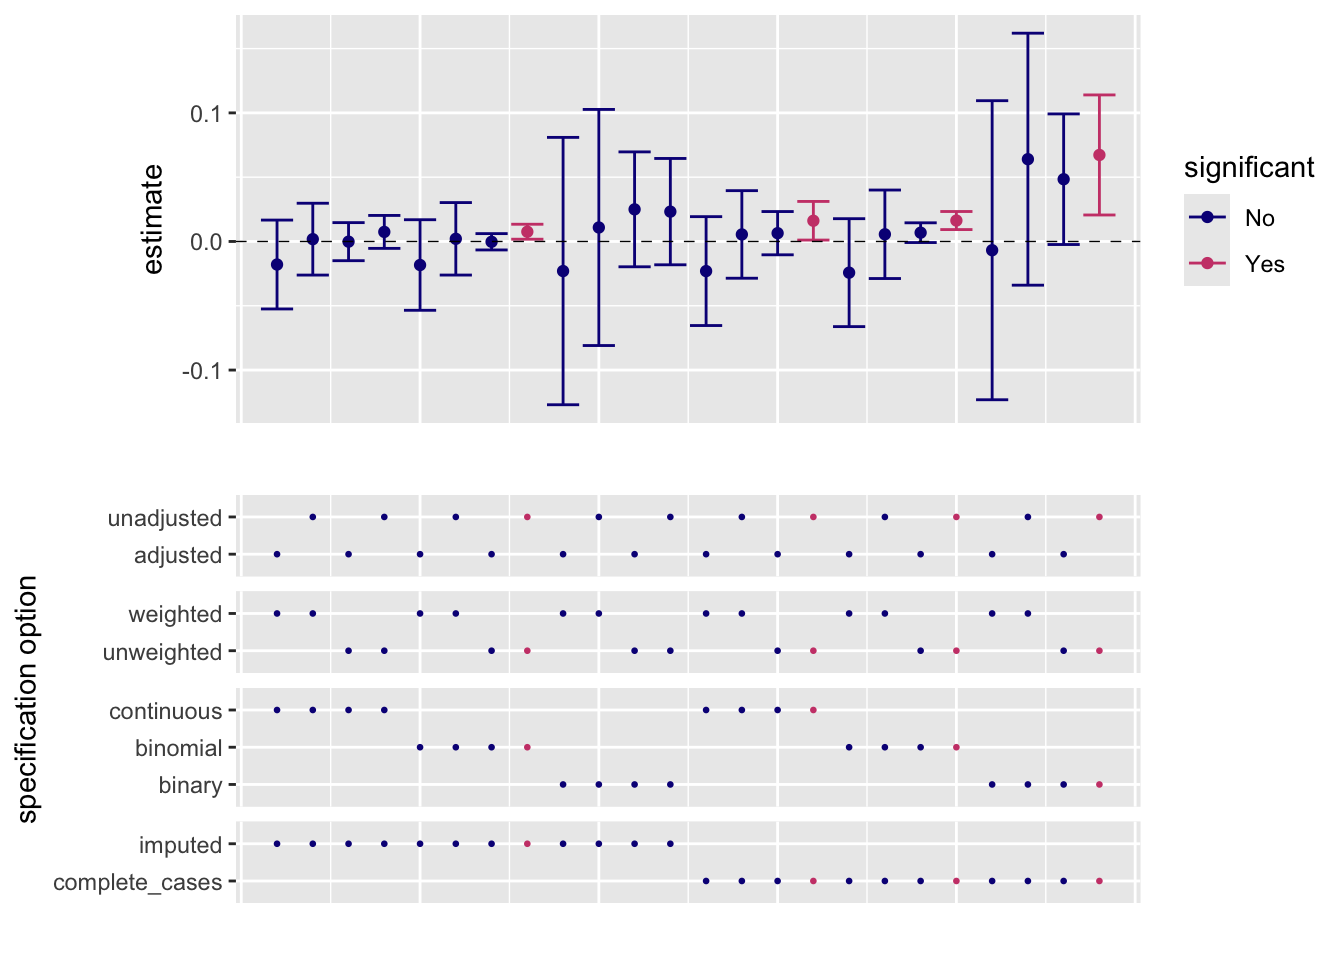 estimate
0.1
0.0
-0.1
significant
No
Yes
specification option
unadjusted
adjusted
weighted
unweighted
continuous
binomial
binary
imputed
complete_cases